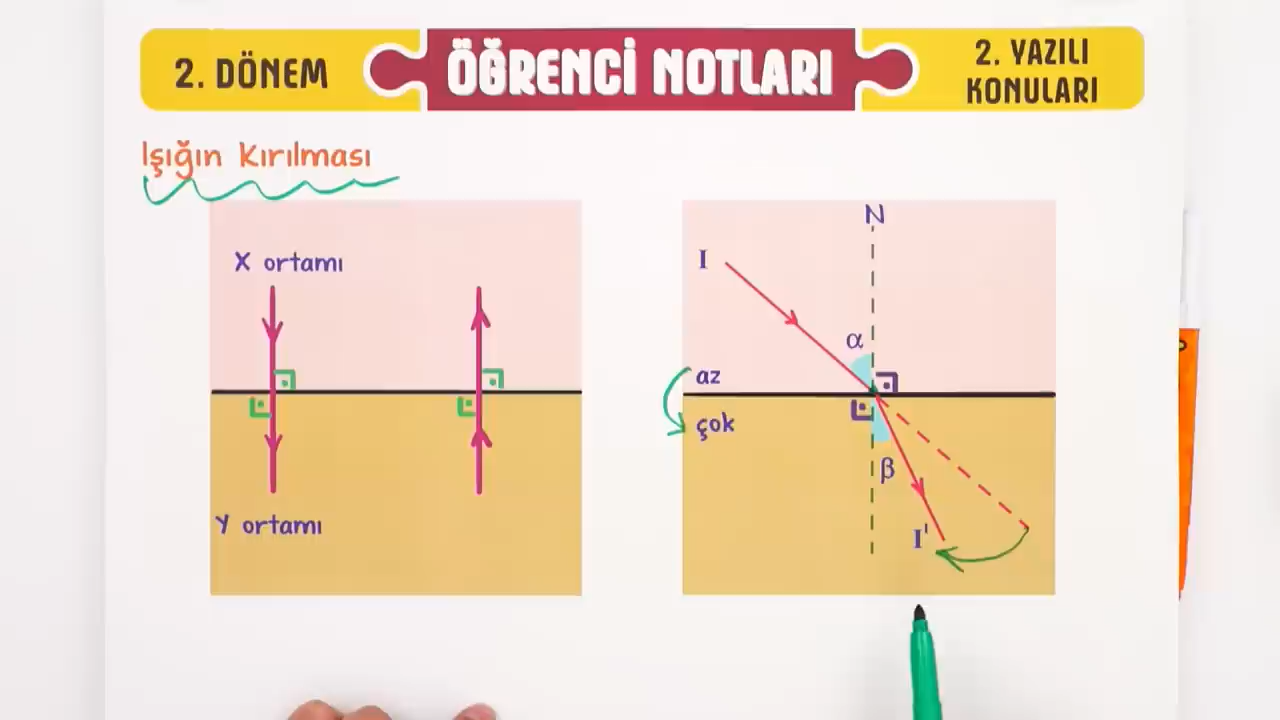 2. DÖNEM
ÖĞRENCİ NOTLARI
2. YAZILI
KONULARI
Işığın Kırılması
X ortamı
Y ortamı
N
I
α
az
çok
β
I'